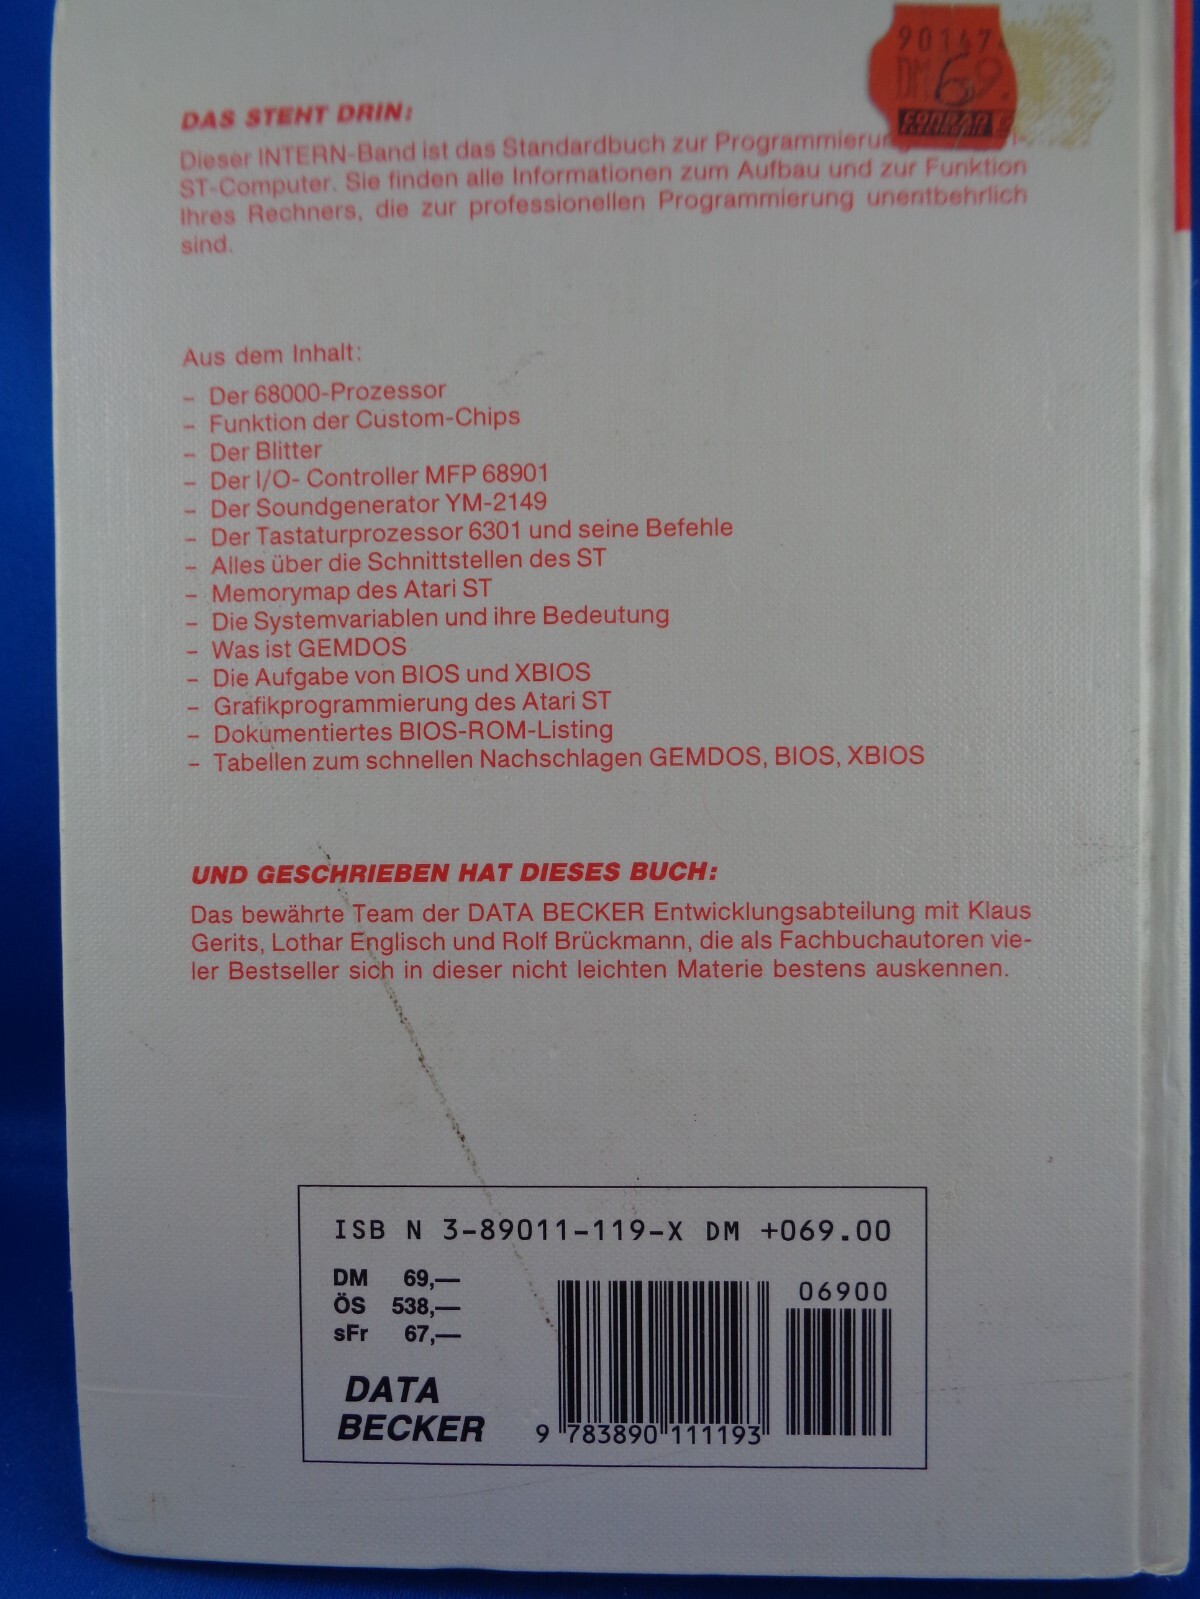 901474
DM 69.
CONRAD
ELECTRONIC
DAS STEHT DRIN:
Dieser INTERN-Band ist das Standardbuch zur Programmierung
ST-Computer. Sie finden alle Informationen zum Aufbau und zur Funktion
Ihres Rechners, die zur professionellen Programmierung unentbehrlich
sind.
Aus dem Inhalt:
– Der 68000-Prozessor
– Funktion der Custom-Chips
– Der Blitter
– Der I/O- Controller MFP 68901
– Der Soundgenerator YM-2149
– Der Tastaturprozessor 6301 und seine Befehle
– Alles über die Schnittstellen des ST
– Memorymap des Atari ST
– Die Systemvariablen und ihre Bedeutung
– Was ist GEMDOS
– Die Aufgabe von BIOS und XBIOS
– Grafikprogrammierung des Atari ST
– Dokumentiertes BIOS-ROM-Listing
– Tabellen zum schnellen Nachschlagen GEMDOS, BIOS, XBIOS
UND GESCHRIEBEN HAT DIESES BUCH:
Das bewährte Team der DATA BECKER Entwicklungsabteilung mit Klaus
Gerits, Lothar Englisch und Rolf Brückmann, die als Fachbuchautoren vie-
ler Bestseller sich in dieser nicht leichten Materie bestens auskennen.
ISB N 3-89011-119-X DM +069.00
DM 69,—
ÖS 538,—
sFr 67,—
06900
DATA
BECKER
9 783890 111193